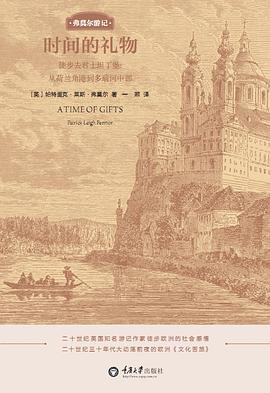 弗莫尔游记
时间的礼物
徒步去君士坦丁堡：
从荷兰角港到多瑙河中部
［英］帕特里克·莱斯·弗莫尔 著 一熙 译
A TIME OF GIFTS
Patrick Leigh Fermor
二十世纪英国知名游记作家徒步欧洲的社会感悟
二十世纪三十年代大动荡前夜的欧洲《文化苦旅》
重庆大学出版社